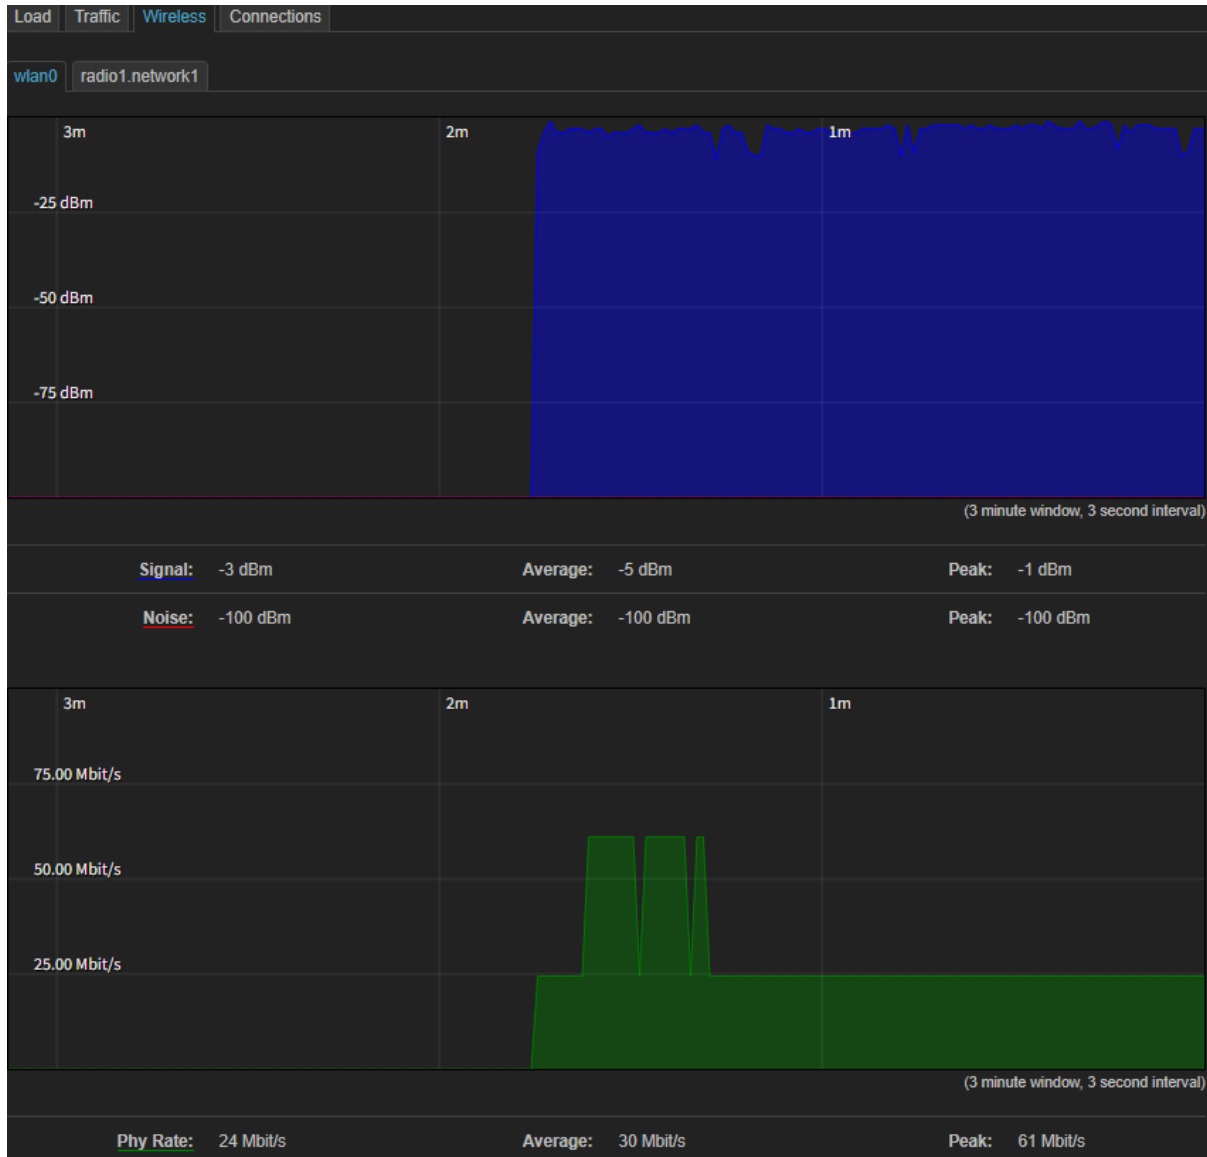 Load Traffic Wireless Connections
wlan0 radio1.network1
3m 2m 1m
-25 dBm
-50 dBm
-75 dBm
(3 minute window, 3 second interval)
Signal: -3 dBm Average: -5 dBm Peak: -1 dBm
Noise: -100 dBm Average: -100 dBm Peak: -100 dBm
3m 2m 1m
75.00 Mbit/s
50.00 Mbit/s
25.00 Mbit/s
(3 minute window, 3 second interval)
Phy Rate: 24 Mbit/s Average: 30 Mbit/s Peak: 61 Mbit/s